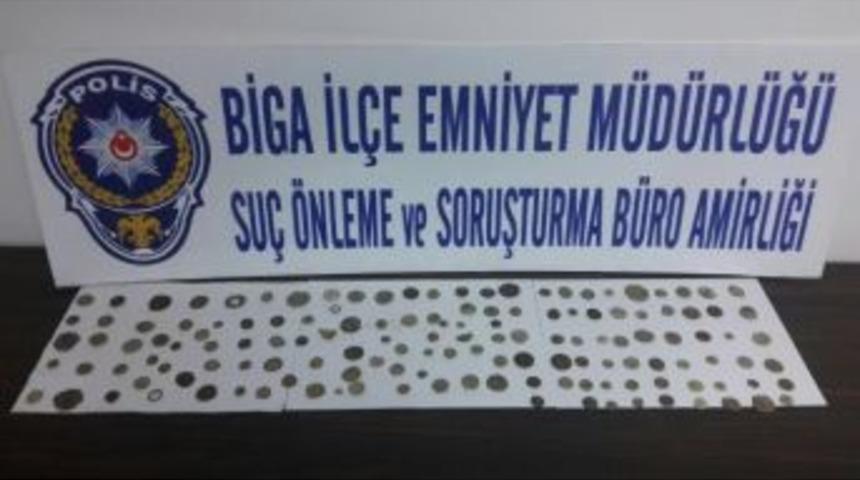 POLİS
BİGA İLÇE EMNİYET MÜDÜRLÜĞÜ
SUÇ ÖNLEME ve SORUŞTURMA BÜRO AMİRLİĞİ